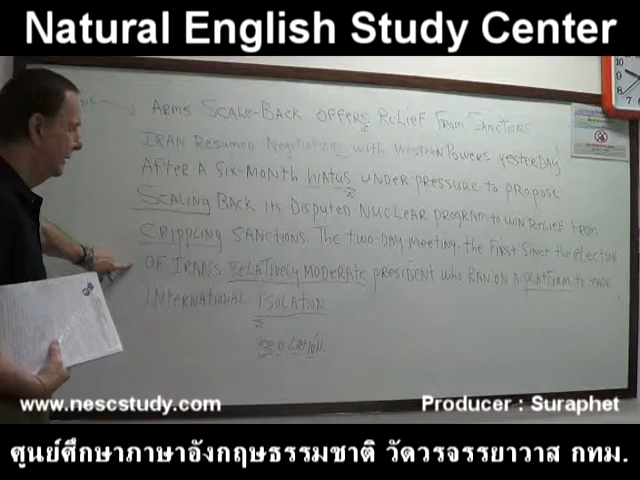 Natural English Study Center
ARMS SCALE-BACK OFFERS RELIEF FROM SANCTIONS
IRAN RESUMED NEGOTIATIONS WITH WESTERN POWERS YESTERDAY
AFTER A SIX-MONTH HIATUS UNDER PRESSURE TO PROPOSE
SCALING BACK ITS DISPUTED NUCLEAR PROGRAM TO WIN RELIEF FROM
CRIPPLING SANCTIONS. THE TWO-DAY MEETING. THE FIRST SINCE THE ELECTION
OF IRAN'S RELATIVELY MODERATE PRESIDENT WHO RAN ON A PLATFORM TO
INTERNATIONAL ISOLATION
www.nescstudy.com
Producer : Suraphet
ศูนย์ศึกษาภาษาอังกฤษธรรมชาติ วัดวรจรรยาวาส กทม.